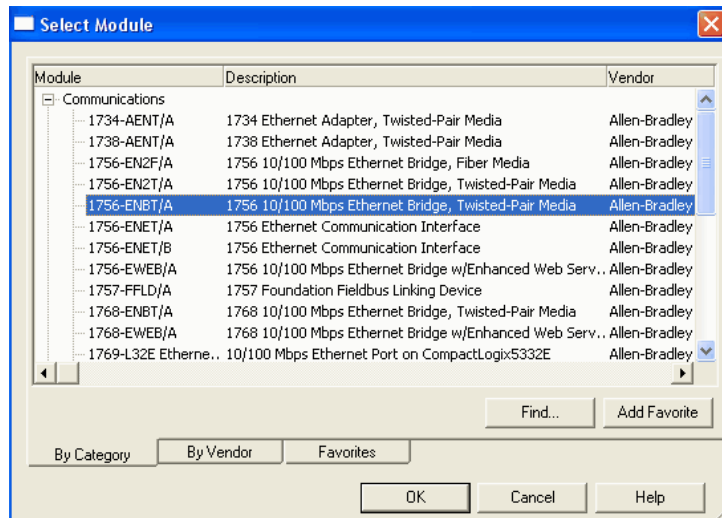 Select Module
Module Description Vendor
Communications
1734-AENT/A 1734 Ethernet Adapter, Twisted-Pair Media Allen-Bradley
1738-AENT/A 1738 Ethernet Adapter, Twisted-Pair Media Allen-Bradley
1756-EN2F/A 1756 10/100 Mbps Ethernet Bridge, Fiber Media Allen-Bradley
1756-EN2T/A 1756 10/100 Mbps Ethernet Bridge, Twisted-Pair Media Allen-Bradley
1756-ENBT/A 1756 10/100 Mbps Ethernet Bridge, Twisted-Pair Media Allen-Bradley
1756-ENET/A 1756 Ethernet Communication Interface Allen-Bradley
1756-ENET/B 1756 Ethernet Communication Interface Allen-Bradley
1756-EWEB/A 1756 10/100 Mbps Ethernet Bridge w/Enhanced Web Serv.. Allen-Bradley
1757-FFLD/A 1757 Foundation Fieldbus Linking Device Allen-Bradley
1768-ENBT/A 1768 10/100 Mbps Ethernet Bridge, Twisted-Pair Media Allen-Bradley
1768-EWEB/A 1768 10/100 Mbps Ethernet Bridge w/Enhanced Web Serv.. Allen-Bradley
1769-L32E Etherne.. 10/100 Mbps Ethernet Port on CompactLogix5332E Allen-Bradley
Find... Add Favorite
By Category By Vendor Favorites
OK Cancel Help